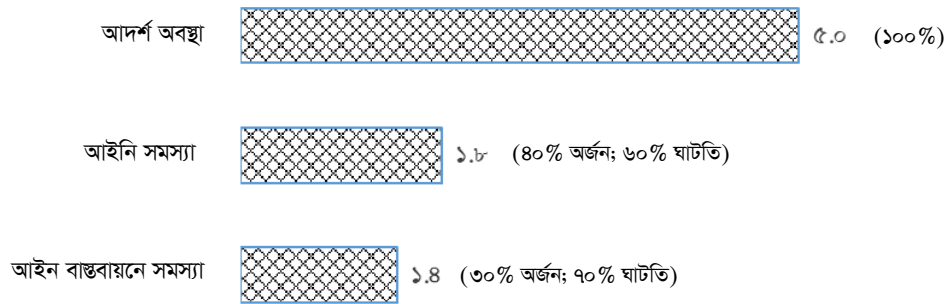 আদর্শ অবস্থা ৫.০ (১০০%)
আইনি সমস্যা ১.৮ (৪০% অর্জন; ৬০% ঘাটতি)
আইন বাস্তবায়নে সমস্যা ১.৪ (৩০% অর্জন; ৭০% ঘাটতি)